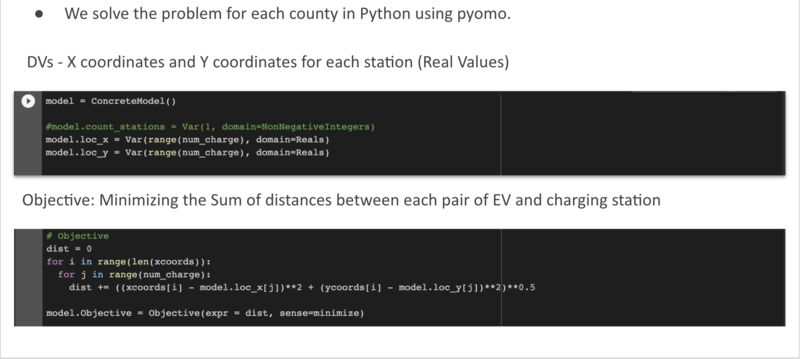 ● We solve the problem for each county in Python using pyomo.
DVs - X coordinates and Y coordinates for each station (Real Values)
model = ConcreteModel()
#model.count_stations = Var(1, domain=NonNegativeIntegers)
model.loc_x = Var(range(num_charge), domain=Reals)
model.loc_y = Var(range(num_charge), domain=Reals)
Objective: Minimizing the Sum of distances between each pair of EV and charging station
# Objective
dist = 0
for i in range(len(xcoords)):
  for j in range(num_charge):
    dist += ((xcoords[i] - model.loc_x[j])**2 + (ycoords[i] - model.loc_y[j])**2)**0.5
model.Objective = Objective(expr = dist, sense=minimize)